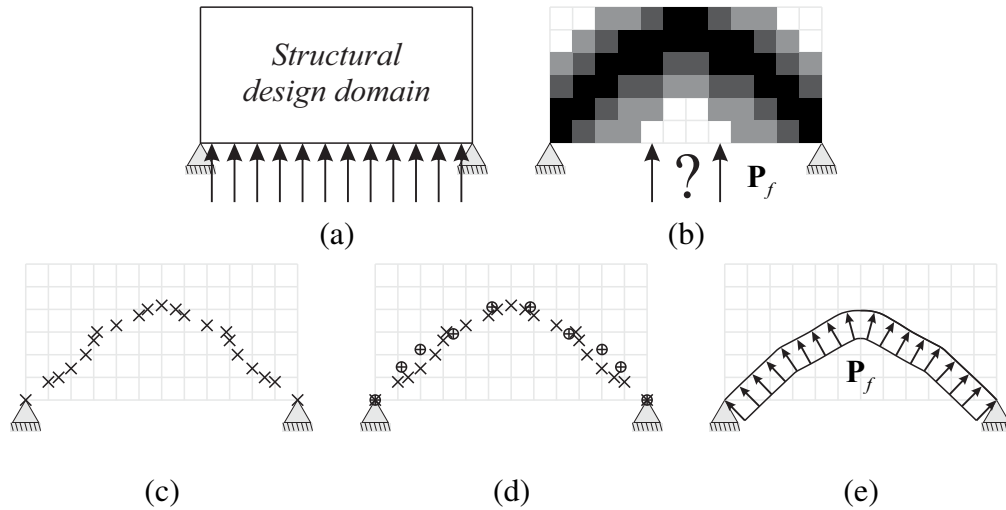 Structural
design domain
?
P_f
(a)
(b)
P_f
(c)
(d)
(e)